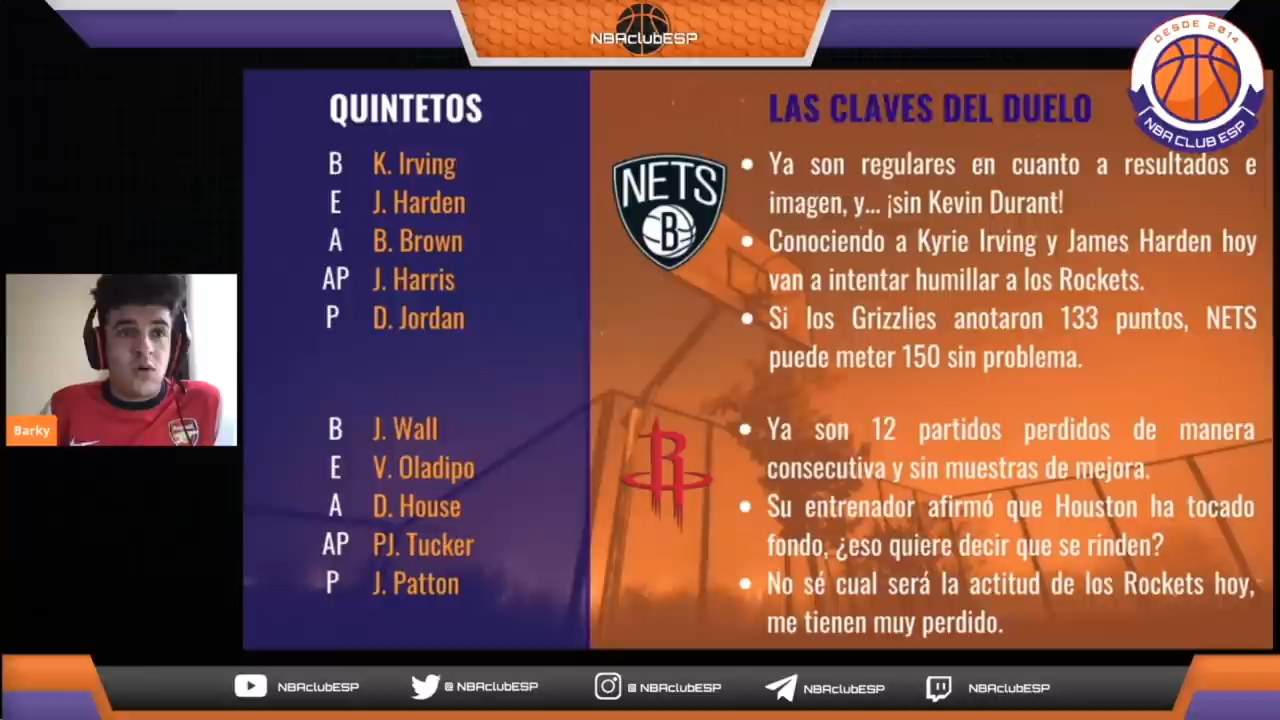 NBAclubESP
DESDE 2014
NBA CLUB ESP
QUINTETOS
B K. Irving
E J. Harden
A B. Brown
AP J. Harris
P D. Jordan
B J. Wall
E V. Oladipo
A D. House
AP PJ. Tucker
P J. Patton
LAS CLAVES DEL DUELO
NETS
B
• Ya son regulares en cuanto a resultados e
imagen, y... ¡sin Kevin Durant!
• Conociendo a Kyrie Irving y James Harden hoy
van a intentar humillar a los Rockets.
• Si los Grizzlies anotaron 133 puntos, NETS
puede meter 150 sin problema.
R
• Ya son 12 partidos perdidos de manera
consecutiva y sin muestras de mejora.
• Su entrenador afirmó que Houston ha tocado
fondo, ¿eso quiere decir que se rinden?
• No sé cual será la actitud de los Rockets hoy,
me tienen muy perdido.
Barky
Arsenal
NBAclubESP
@ NBAclubESP
@ NBAclubESP
NBAclubESP
NBAclubESP